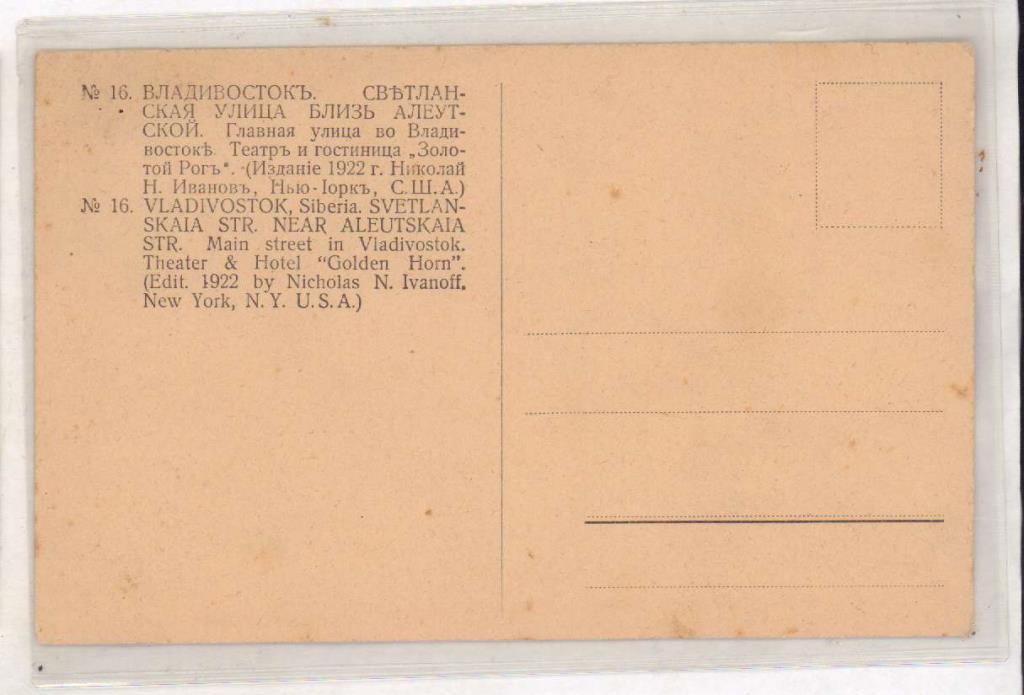 № 16. ВЛАДИВОСТОКЪ. СВѢТЛАН-
СКАЯ УЛИЦА БЛИЗЬ АЛЕУТ-
СКОЙ. Главная улица во Влади-
востокѣ. Театръ и гостиница „Золо-
той Рогъ“. (Изданіе 1922 г. Николай
Н. Ивановъ, Нью-Іоркъ, С.Ш.А.)
№ 16. VLADIVOSTOK, Siberia. SVETLAN-
SKAIA STR. NEAR ALEUTSKAIA
STR. Main street in Vladivostok.
Theater & Hotel “Golden Horn”.
(Edit. 1922 by Nicholas N. Ivanoff.
New York, N.Y. U.S.A.)